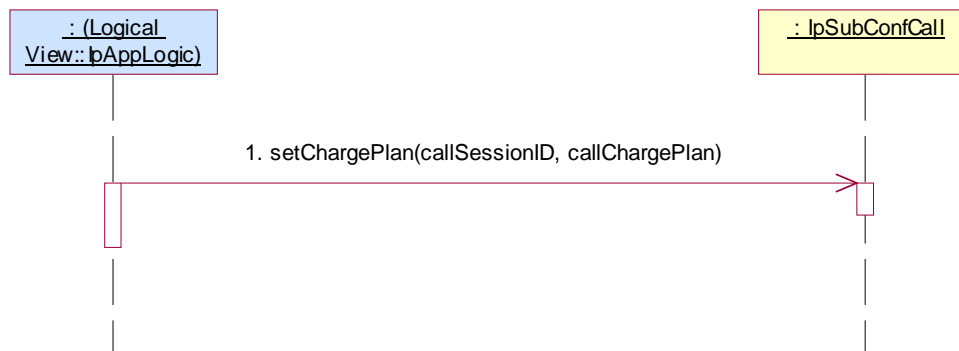 : (Logical
View::IpAppLogic)
: IpSubConfCall
1. setChargePlan(callSessionID, callChargePlan)